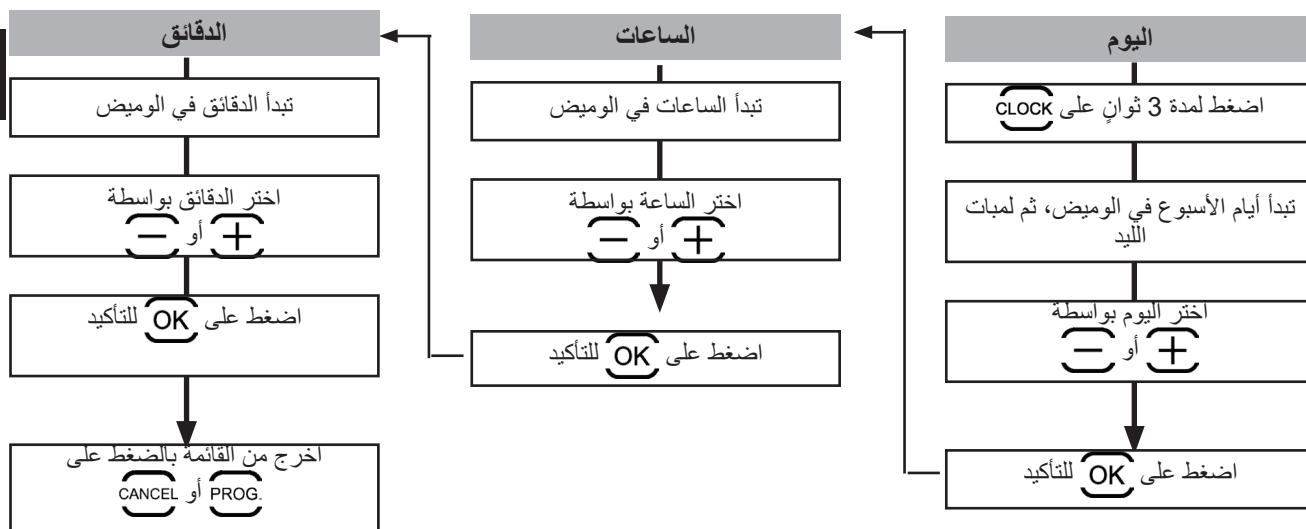 اليوم
اضغط لمدة 3 ثوانٍ على CLOCK
تبدأ أيام الأسبوع في الوميض، ثم لمبات
الليد
اختر اليوم بواسطة
+ أو −
اضغط على OK للتأكيد
الساعات
تبدأ الساعات في الوميض
اختر الساعة بواسطة
+ أو −
اضغط على OK للتأكيد
الدقائق
تبدأ الدقائق في الوميض
اختر الدقائق بواسطة
+ أو −
اضغط على OK للتأكيد
اخرج من القائمة بالضغط على
PROG. أو CANCEL